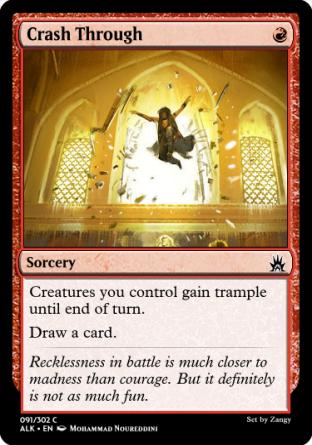 Crash Through
Sorcery
Creatures you control gain trample
until end of turn.
Draw a card.
Recklessness in battle is much closer to
madness than courage. But it definitely
is not as much fun.
091/302 C
Set by Zangy
ALK • EN Mohammad Noureddini